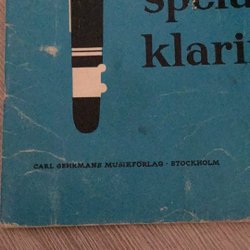 spela
klari
CARL GEHRMANS MUSIKFÖRLAG - STOCKHOLM